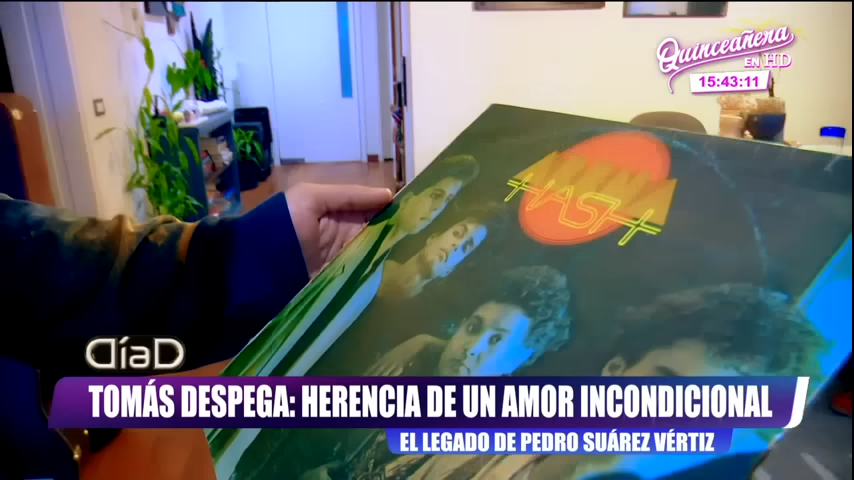 Quinceañera
EN HD
15:43:11
ARENA
HASH
DíaD
TOMÁS DESPEGA: HERENCIA DE UN AMOR INCONDICIONAL
EL LEGADO DE PEDRO SUÁREZ VÉRTIZ